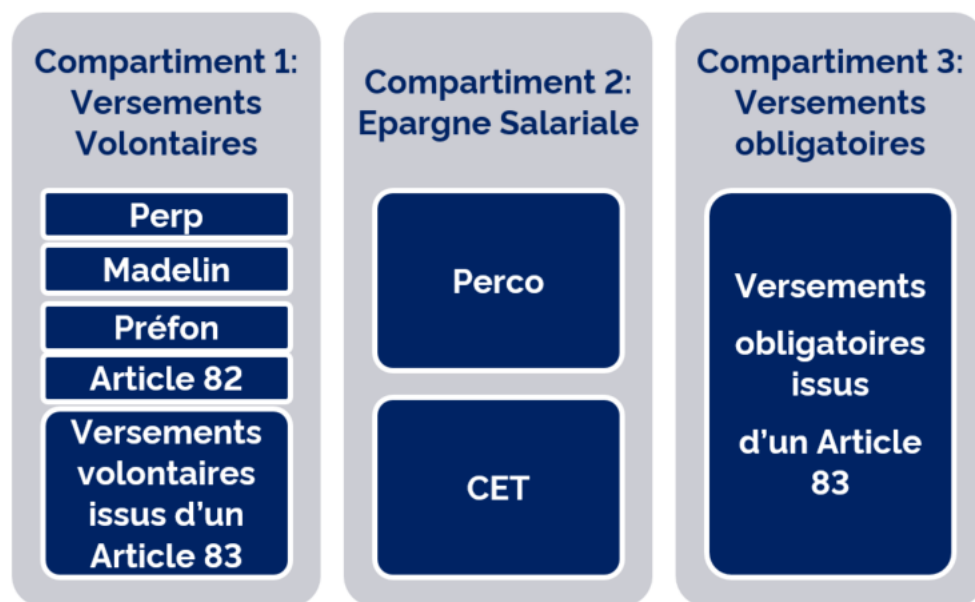 Compartiment 1:
Versements
Volontaires
Perp
Madelin
Préfon
Article 82
Versements
volontaires
issus d'un
Article 83
Compartiment 2:
Epargne Salariale
Perco
CET
Compartiment 3:
Versements
obligatoires
Versements
obligatoires
issus
d'un Article
83